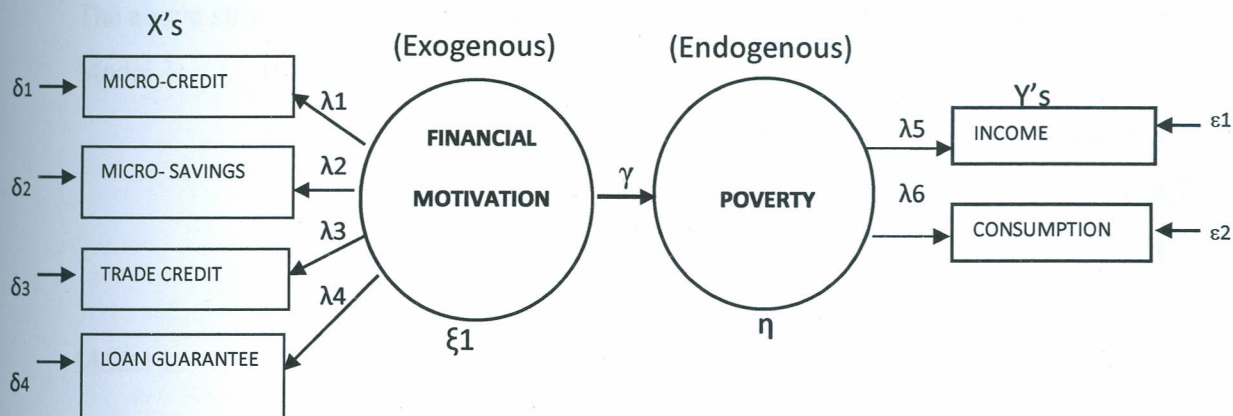 X's
(Exogenous)
(Endogenous)
Y's
δ1
MICRO-CREDIT
λ1
FINANCIAL
MOTIVATION
δ2
MICRO- SAVINGS
λ2
δ3
TRADE CREDIT
λ3
δ4
LOAN GUARANTEE
λ4
ξ1
γ
POVERTY
η
λ5
INCOME
ε1
λ6
CONSUMPTION
ε2